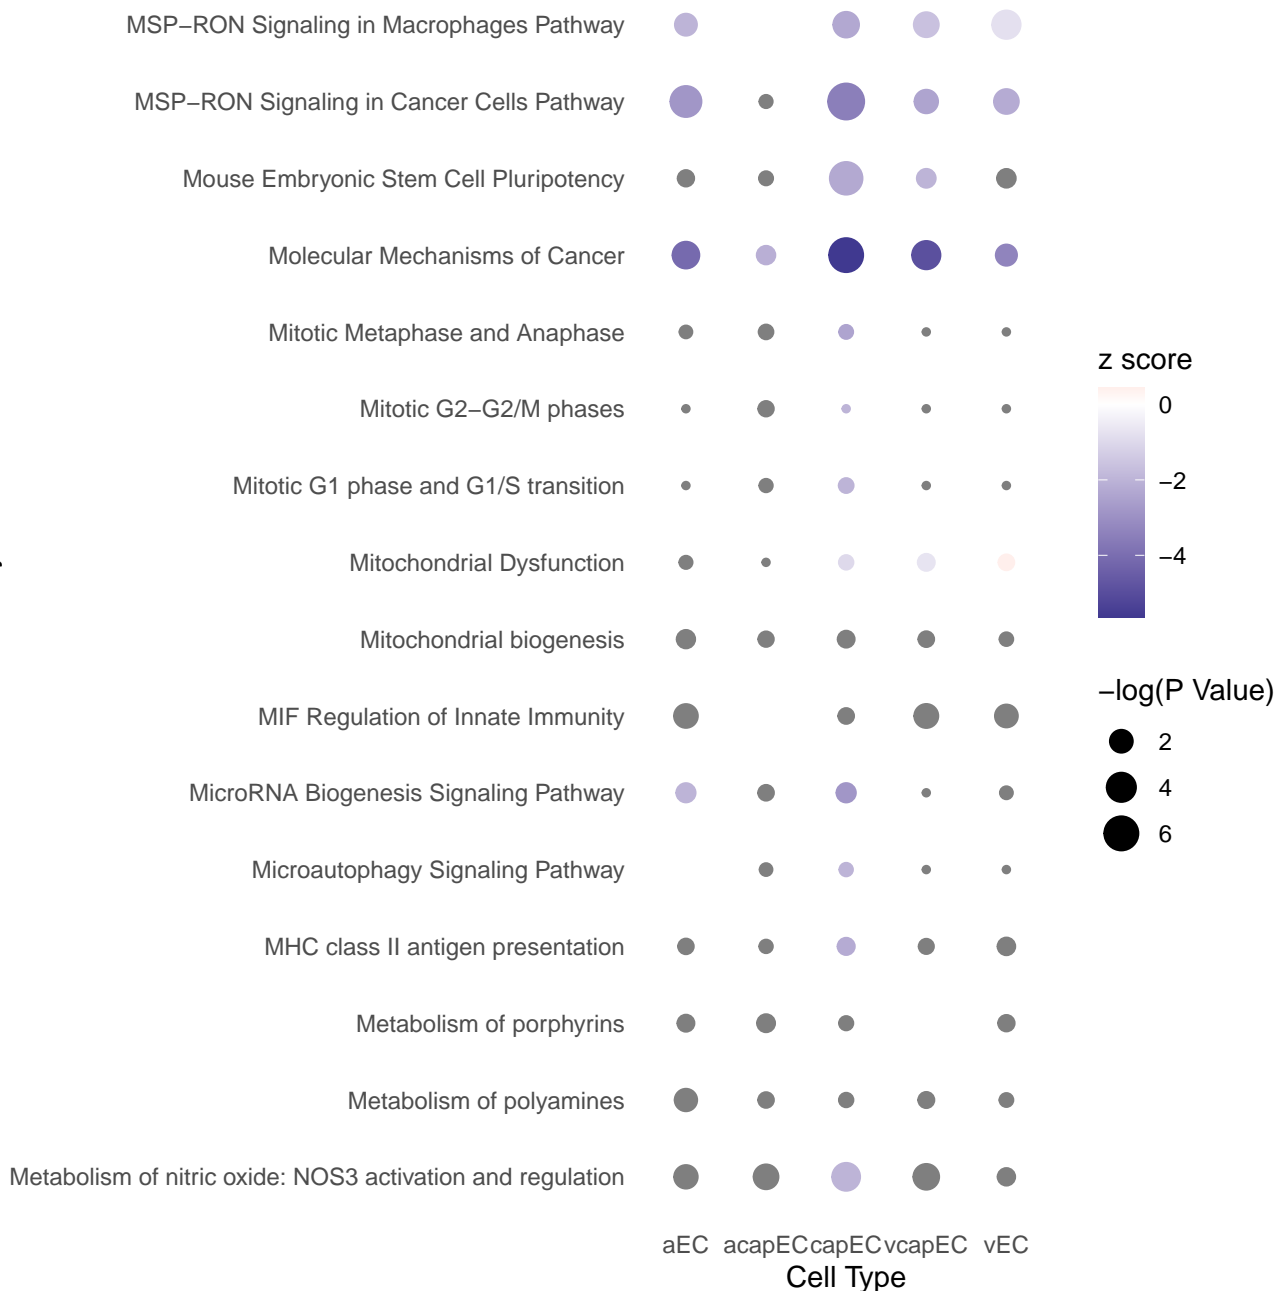 MSP−RON Signaling in Macrophages Pathway
MSP−RON Signaling in Cancer Cells Pathway
Mouse Embryonic Stem Cell Pluripotency
Molecular Mechanisms of Cancer
Mitotic Metaphase and Anaphase
Mitotic G2−G2/M phases
Mitotic G1 phase and G1/S transition
Mitochondrial Dysfunction
Mitochondrial biogenesis
MIF Regulation of Innate Immunity
MicroRNA Biogenesis Signaling Pathway
Microautophagy Signaling Pathway
MHC class II antigen presentation
Metabolism of porphyrins
Metabolism of polyamines
Metabolism of nitric oxide: NOS3 activation and regulation
aEC acapEC capEC vcapEC vEC
Cell Type
z score
0
−2
−4
−log(P Value)
2
4
6